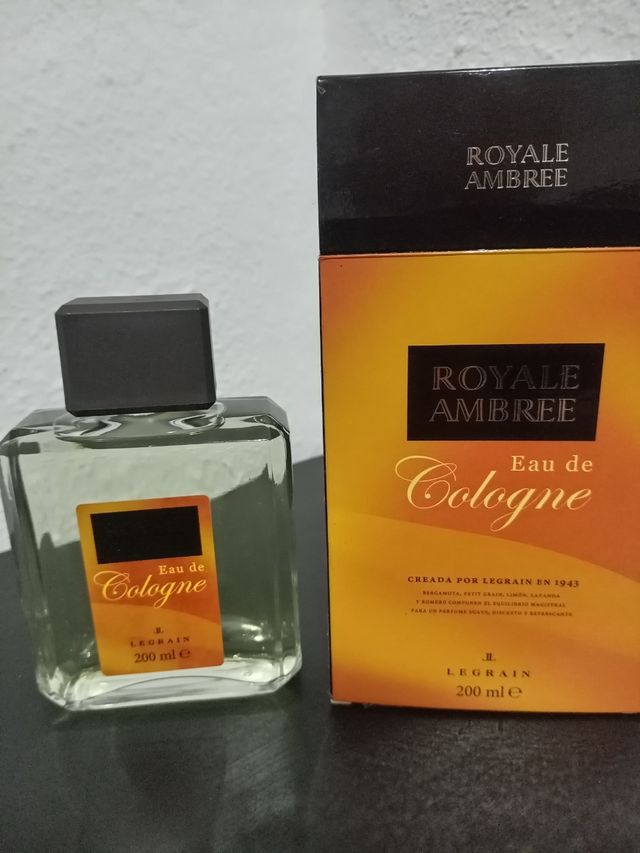 Eau de
Cologne
LEGRAIN
200 ml e
ROYALE
AMBREE
ROYALE
AMBREE
Eau de
Cologne
CREADA POR LEGRAIN EN 1943
BERGAMOTA, PETIT GRAIN, LIMÓN, LAVANDA
Y ROMERO COMPONEN EL EQUILIBRIO MAGISTRAL
PARA UN PERFUME SUAVE, DISCRETO Y REFRESCANTE
LEGRAIN
200 ml e